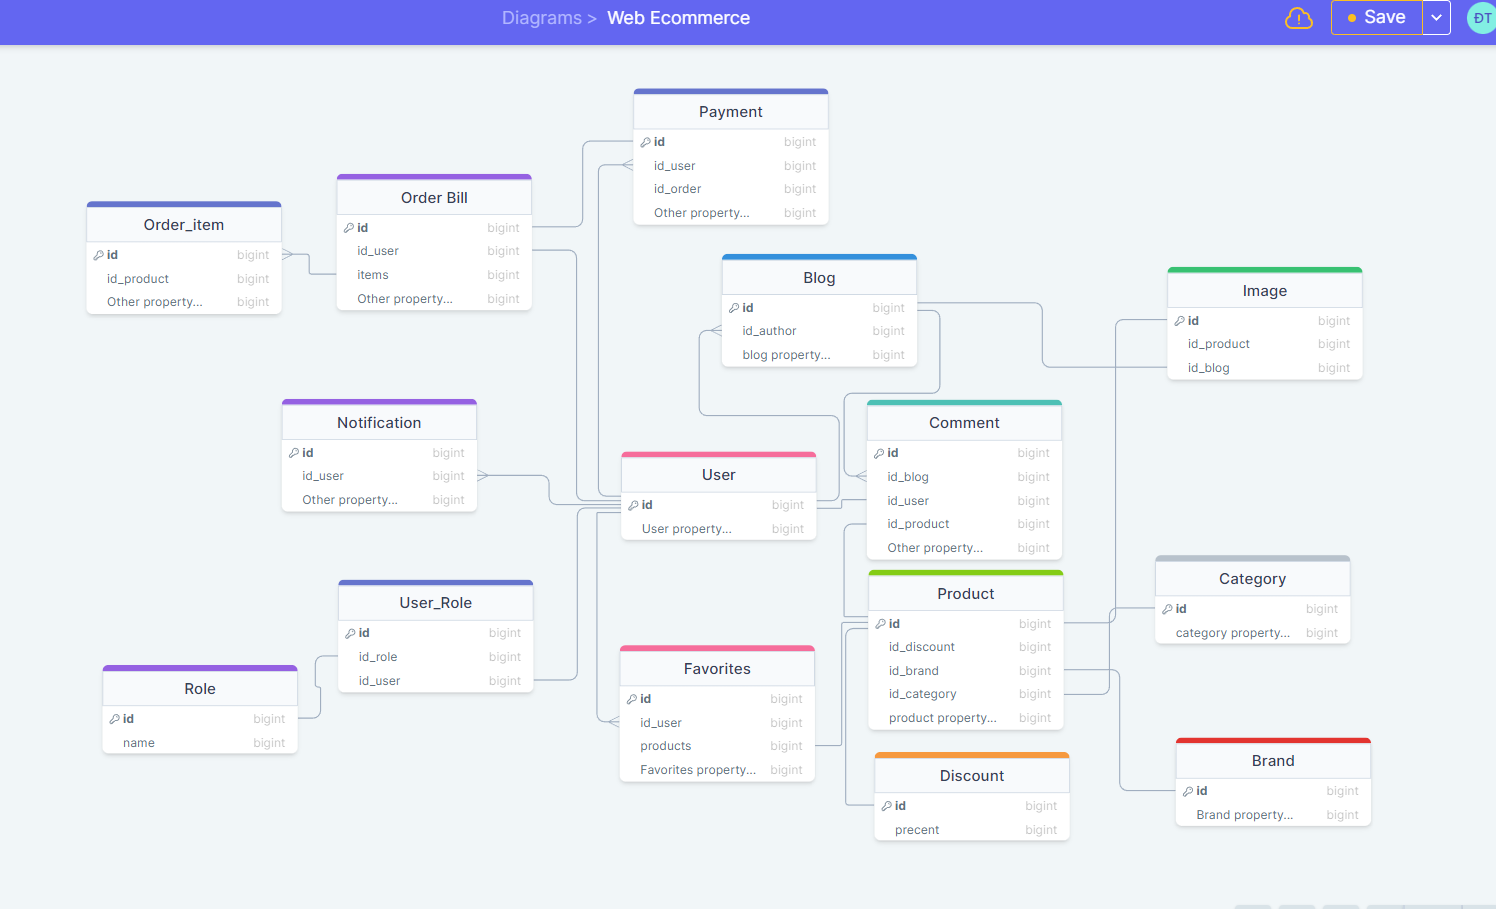 Diagrams > Web Ecommerce
Save
ĐT
Payment
id bigint
id_user bigint
id_order bigint
Other property... bigint
Order Bill
id bigint
id_user bigint
items bigint
Other property... bigint
Order_item
id bigint
id_product bigint
Other property... bigint
Blog
id bigint
id_author bigint
blog property... bigint
Image
id bigint
id_product bigint
id_blog bigint
Notification
id bigint
id_user bigint
Other property... bigint
Comment
id bigint
id_blog bigint
id_user bigint
id_product bigint
Other property... bigint
User
id bigint
User property... bigint
User_Role
id bigint
id_role bigint
id_user bigint
Product
id bigint
id_discount bigint
id_brand bigint
id_category bigint
product property... bigint
Category
id bigint
category property... bigint
Role
id bigint
name bigint
Favorites
id bigint
id_user bigint
products bigint
Favorites property... bigint
Discount
id bigint
precent bigint
Brand
id bigint
Brand property... bigint